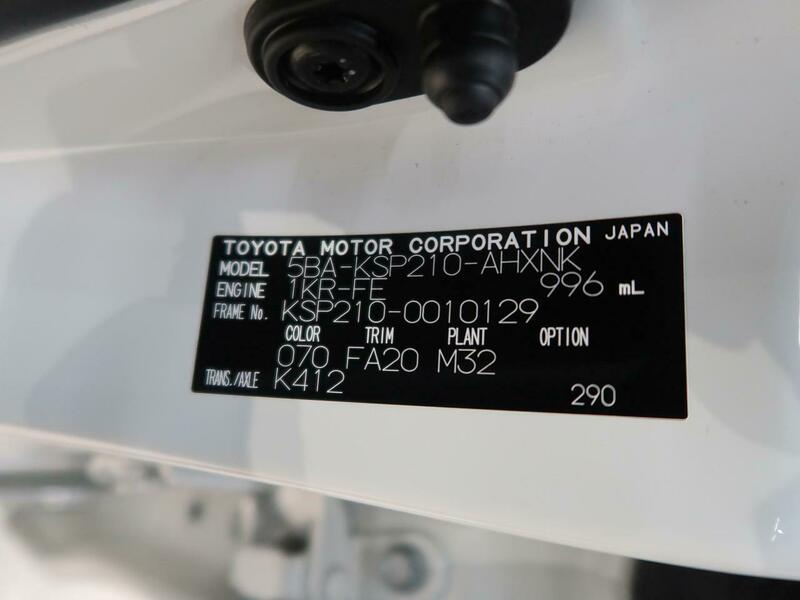 TOYOTA MOTOR CORPORATION JAPAN
MODEL 5BA-KSP210-AHXNK
ENGINE 1KR-FE 996 mL
FRAME No. KSP210-0010129
COLOR TRIM PLANT OPTION
070 FA20 M32
TRANS./AXLE K412
290